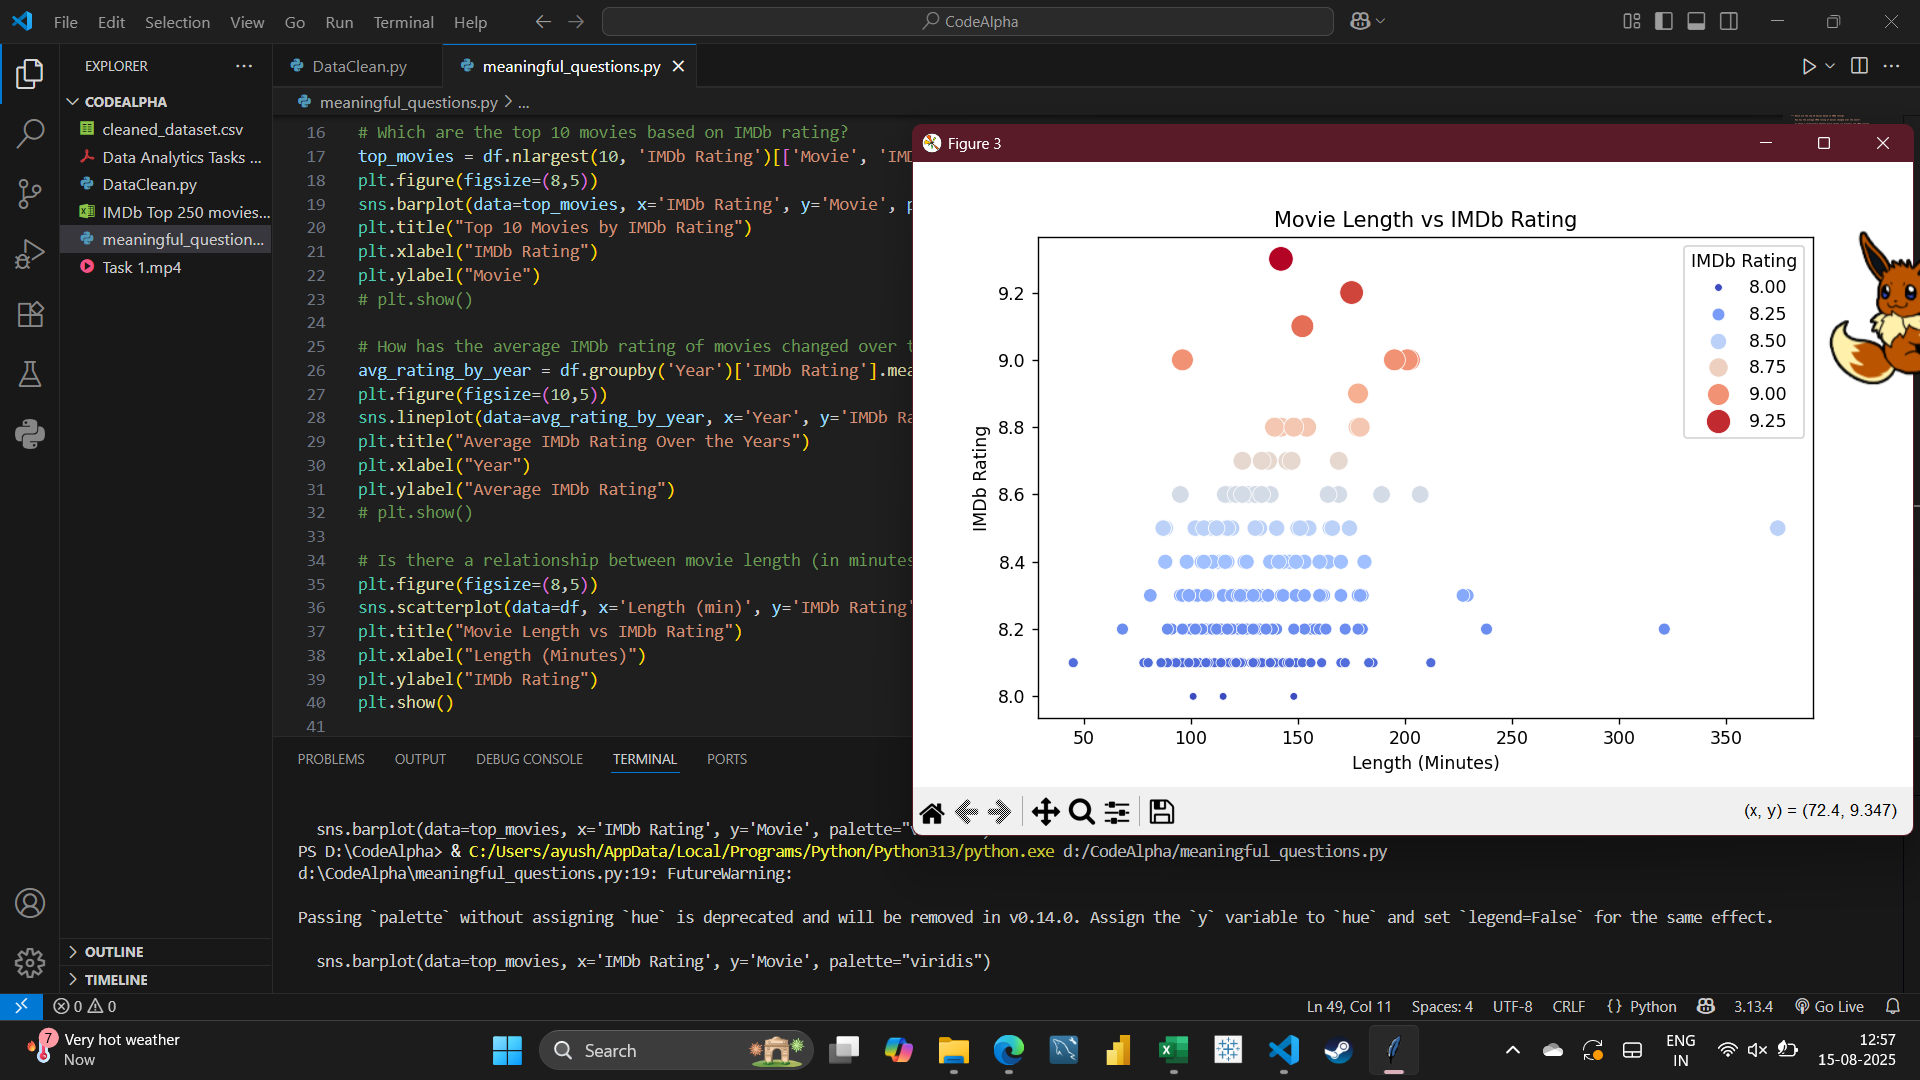 File Edit Selection View Go Run Terminal Help
CodeAlpha
EXPLORER
CODEALPHA
cleaned_dataset.csv
Data Analytics Tasks ...
DataClean.py
IMDb Top 250 movies...
meaningful_question...
Task 1.mp4
OUTLINE
TIMELINE
DataClean.py
meaningful_questions.py
meaningful_questions.py > ...
16 # Which are the top 10 movies based on IMDb rating?
17 top_movies = df.nlargest(10, 'IMDb Rating')[['Movie', 'IMD
18 plt.figure(figsize=(8,5))
19 sns.barplot(data=top_movies, x='IMDb Rating', y='Movie', p
20 plt.title("Top 10 Movies by IMDb Rating")
21 plt.xlabel("IMDb Rating")
22 plt.ylabel("Movie")
23 # plt.show()
24
25 # How has the average IMDb rating of movies changed over t
26 avg_rating_by_year = df.groupby('Year')['IMDb Rating'].mea
27 plt.figure(figsize=(10,5))
28 sns.lineplot(data=avg_rating_by_year, x='Year', y='IMDb Ra
29 plt.title("Average IMDb Rating Over the Years")
30 plt.xlabel("Year")
31 plt.ylabel("Average IMDb Rating")
32 # plt.show()
33
34 # Is there a relationship between movie length (in minutes
35 plt.figure(figsize=(8,5))
36 sns.scatterplot(data=df, x='Length (min)', y='IMDb Rating'
37 plt.title("Movie Length vs IMDb Rating")
38 plt.xlabel("Length (Minutes)")
39 plt.ylabel("IMDb Rating")
40 plt.show()
41
Figure 3
Movie Length vs IMDb Rating
IMDb Rating
8.00
8.25
8.50
8.75
9.00
9.25
IMDb Rating
9.2
9.0
8.8
8.6
8.4
8.2
8.0
50 100 150 200 250 300 350
Length (Minutes)
(x, y) = (72.4, 9.347)
PROBLEMS OUTPUT DEBUG CONSOLE TERMINAL PORTS
sns.barplot(data=top_movies, x='IMDb Rating', y='Movie', palette="
PS D:\CodeAlpha> & C:/Users/ayush/AppData/Local/Programs/Python/Python313/python.exe d:/CodeAlpha/meaningful_questions.py
d:\CodeAlpha\meaningful_questions.py:19: FutureWarning:
Passing `palette` without assigning `hue` is deprecated and will be removed in v0.14.0. Assign the `y` variable to `hue` and set `legend=False` for the same effect.
sns.barplot(data=top_movies, x='IMDb Rating', y='Movie', palette="viridis")
0 0
Ln 49, Col 11 Spaces: 4 UTF-8 CRLF {} Python 3.13.4 Go Live
7
Very hot weather
Now
Search
ENG
IN
12:57
15-08-2025